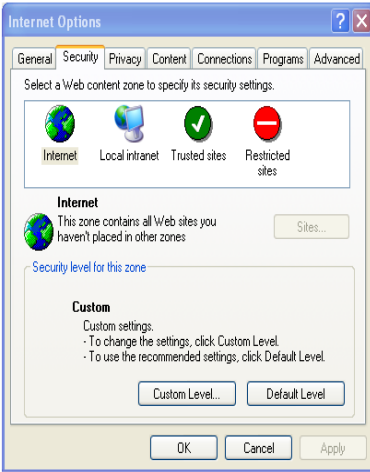 Internet Options
General Security Privacy Content Connections Programs Advanced
Select a Web content zone to specify its security settings.
Internet Local intranet Trusted sites Restricted
sites
Internet
This zone contains all Web sites you
haven't placed in other zones
Sites...
Security level for this zone
Custom
Custom settings.
- To change the settings, click Custom Level.
- To use the recommended settings, click Default Level.
Custom Level... Default Level
OK Cancel Apply